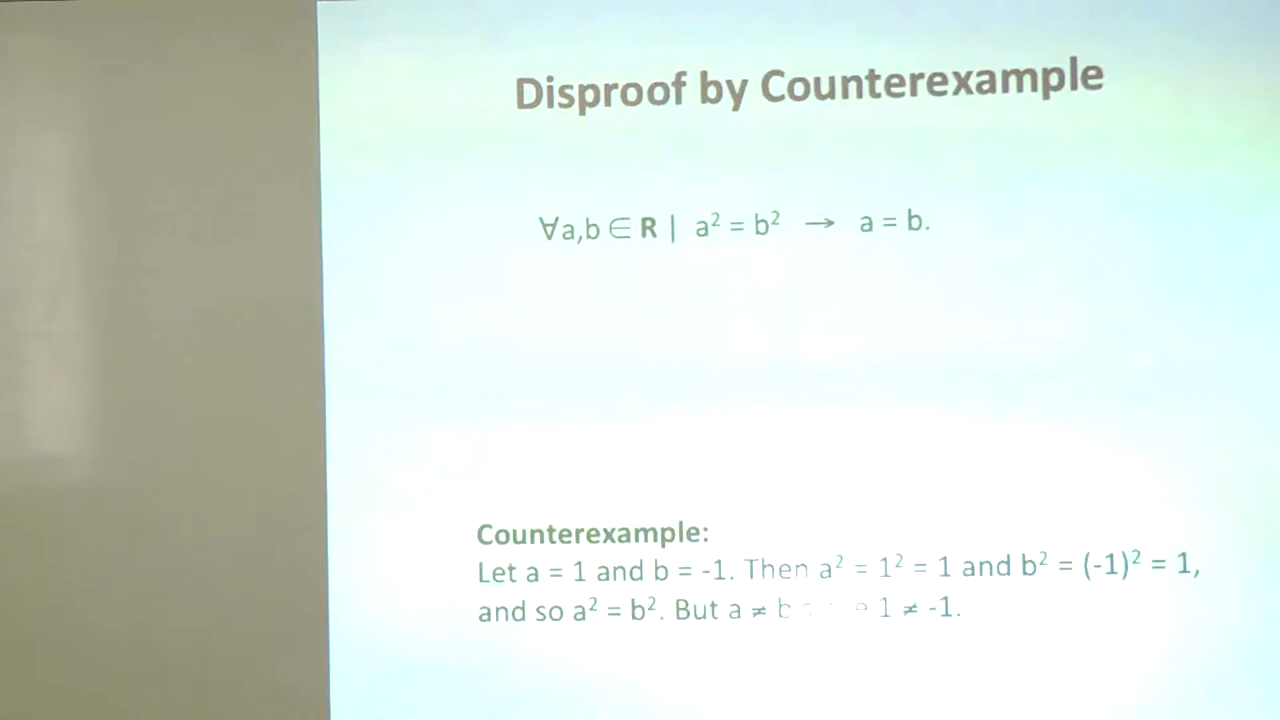 Disproof by Counterexample
∀a,b ∈ R | a² = b² → a = b.
Counterexample:
Let a = 1 and b = -1. Then a² = 1² = 1 and b² = (-1)² = 1,
and so a² = b². But a ≠ b 1 ≠ -1.